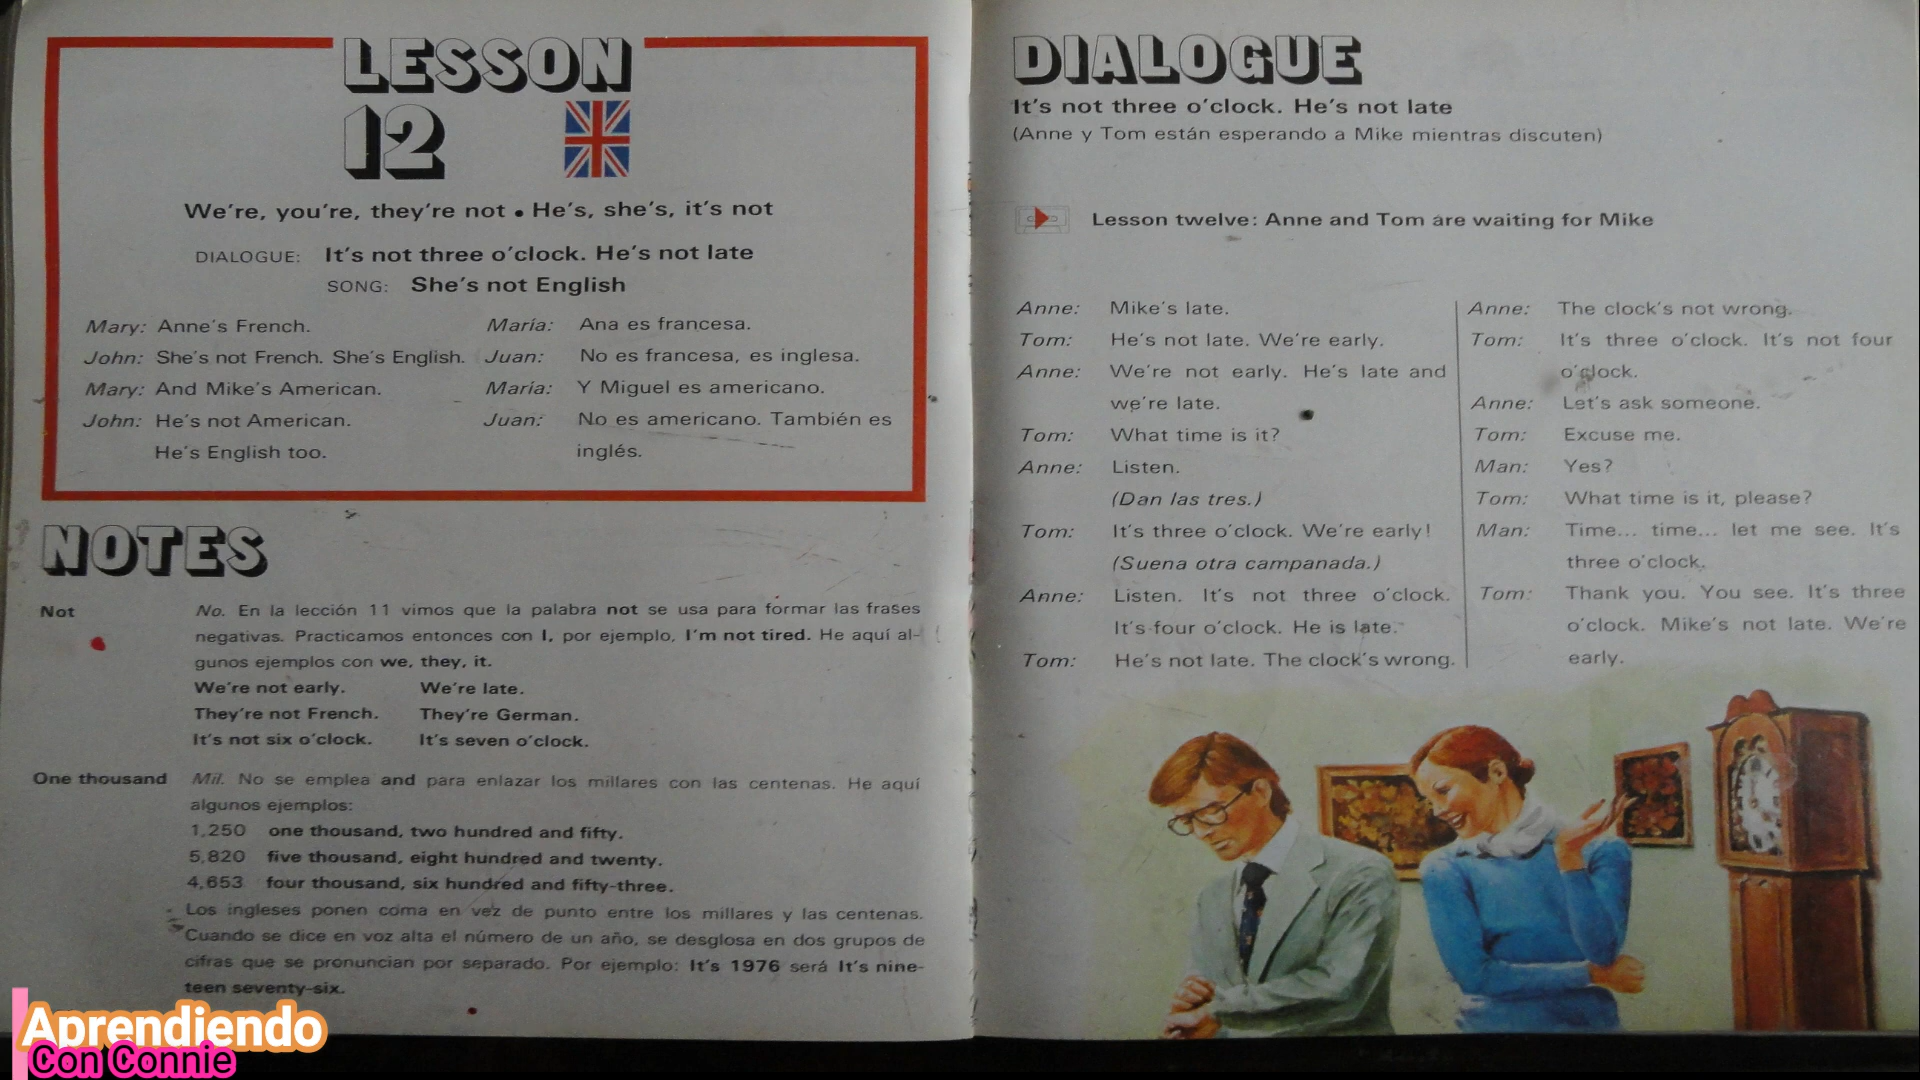 LESSON
12
We're, you're, they're not • He's, she's, it's not
DIALOGUE: It's not three o'clock. He's not late
SONG: She's not English
Mary: Anne's French.
John: She's not French. She's English.
Mary: And Mike's American.
John: He's not American.
He's English too.
María: Ana es francesa.
Juan: No es francesa, es inglesa.
María: Y Miguel es americano.
Juan: No es americano. También es
inglés.
NOTES
Not No. En la lección 11 vimos que la palabra not se usa para formar las frases
negativas. Practicamos entonces con I, por ejemplo, I'm not tired. He aquí al-
gunos ejemplos con we, they, it.
We're not early. We're late.
They're not French. They're German.
It's not six o'clock. It's seven o'clock.
One thousand Mil. No se emplea and para enlazar los millares con las centenas. He aquí
algunos ejemplos:
1,250 one thousand, two hundred and fifty.
5,820 five thousand, eight hundred and twenty.
4,653 four thousand, six hundred and fifty-three.
Los ingleses ponen coma en vez de punto entre los millares y las centenas.
Cuando se dice en voz alta el número de un año, se desglosa en dos grupos de
cifras que se pronuncian por separado. Por ejemplo: It's 1976 será It's nine-
teen seventy-six.
Aprendiendo
Con Connie
DIALOGUE
It's not three o'clock. He's not late
(Anne y Tom están esperando a Mike mientras discuten)
Lesson twelve: Anne and Tom are waiting for Mike
Anne: Mike's late.
Tom: He's not late. We're early.
Anne: We're not early. He's late and
we're late.
Tom: What time is it?
Anne: Listen.
(Dan las tres.)
Tom: It's three o'clock. We're early!
(Suena otra campanada.)
Anne: Listen. It's not three o'clock.
It's four o'clock. He is late.
Tom: He's not late. The clock's wrong.
Anne: The clock's not wrong.
Tom: It's three o'clock. It's not four
o'clock.
Anne: Let's ask someone.
Tom: Excuse me.
Man: Yes?
Tom: What time is it, please?
Man: Time... time... let me see. It's
three o'clock.
Tom: Thank you. You see. It's three
o'clock. Mike's not late. We're
early.